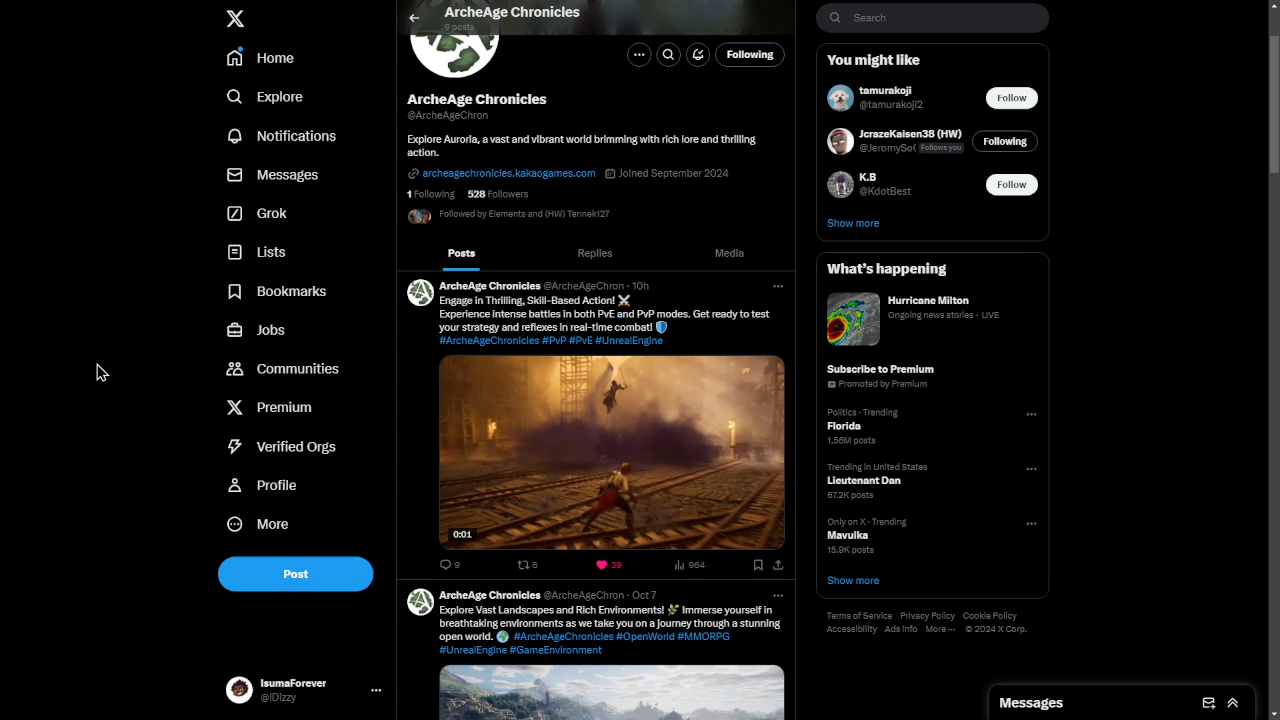 Home
Explore
Notifications
Messages
Grok
Lists
Bookmarks
Jobs
Communities
Premium
Verified Orgs
Profile
More
Post
IsumaForever
@IDIzzy
ArcheAge Chronicles
9 posts
Following
ArcheAge Chronicles
@ArcheAgeChron
Explore Auroria, a vast and vibrant world brimming with rich lore and thrilling
action.
archeagechronicles.kakaogames.com Joined September 2024
1 Following 528 Followers
Followed by Elements and (HW) Tennek127
Posts Replies Media
ArcheAge Chronicles @ArcheAgeChron · 10h
Engage in Thrilling, Skill-Based Action! ⚔️
Experience intense battles in both PvE and PvP modes. Get ready to test
your strategy and reflexes in real-time combat! 🛡️
#ArcheAgeChronicles #PvP #PvE #UnrealEngine
0:01
9 6 39 964
ArcheAge Chronicles @ArcheAgeChron · Oct 7
Explore Vast Landscapes and Rich Environments! 🌿 Immerse yourself in
breathtaking environments as we take you on a journey through a stunning
open world. 🌍 #ArcheAgeChronicles #OpenWorld #MMORPG
#UnrealEngine #GameEnvironment
Search
You might like
tamurakoji
@tamurakoji2
Follow
JcrazeKaisen38 (HW)
@JeromySo Follows you
Following
K.B
@KdotBest
Follow
Show more
What's happening
Hurricane Milton
Ongoing news stories · LIVE
Subscribe to Premium
Promoted by Premium
Politics · Trending
Florida
1.56M posts
Trending in United States
Lieutenant Dan
67.2K posts
Only on X · Trending
Mavuika
15.9K posts
Show more
Terms of Service Privacy Policy Cookie Policy
Accessibility Ads info More ··· © 2024 X Corp.
Messages